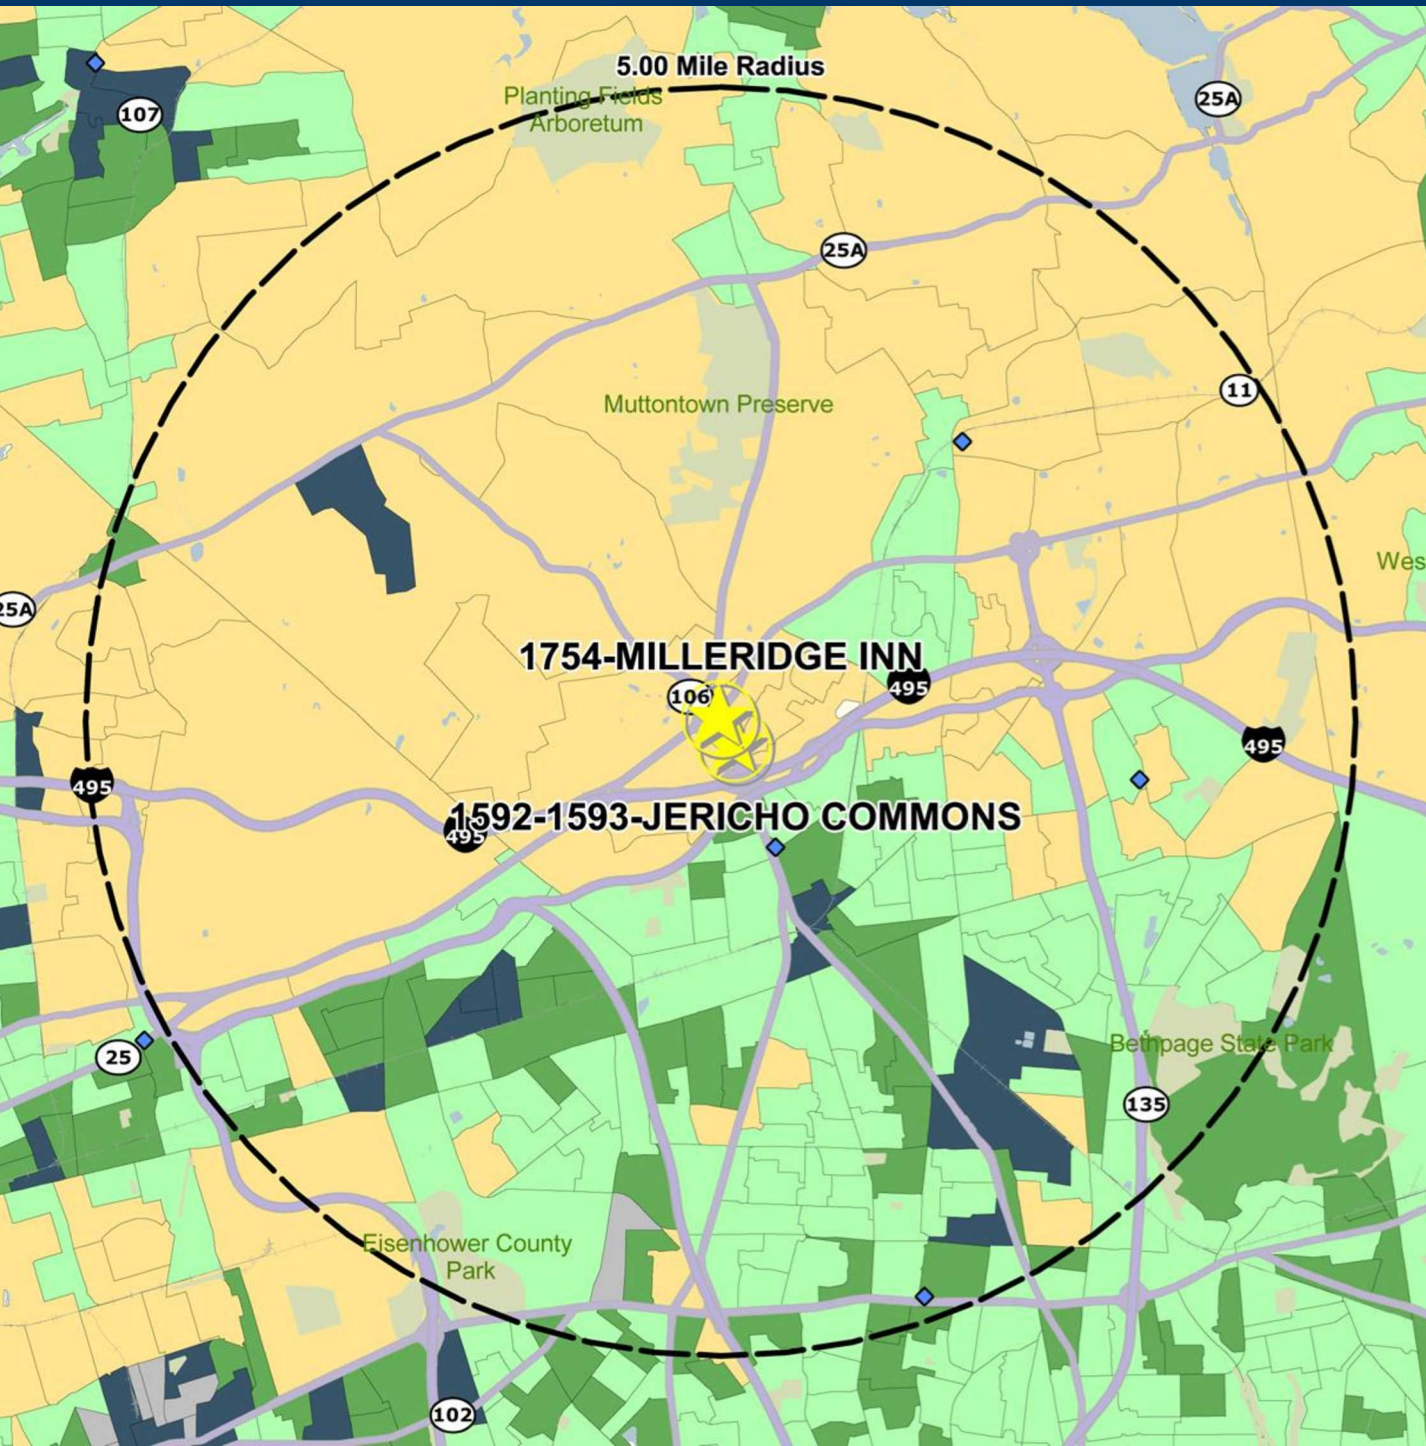 5.00 Mile Radius
Planting Fields
Arboretum
25A
107
25A
11
Muttontown Preserve
Wes
25A
1754-MILLERIDGE INN
106
495
495
495
1592-1593-JERICHO COMMONS
495
Bethpage State Park
25
135
Eisenhower County
Park
102